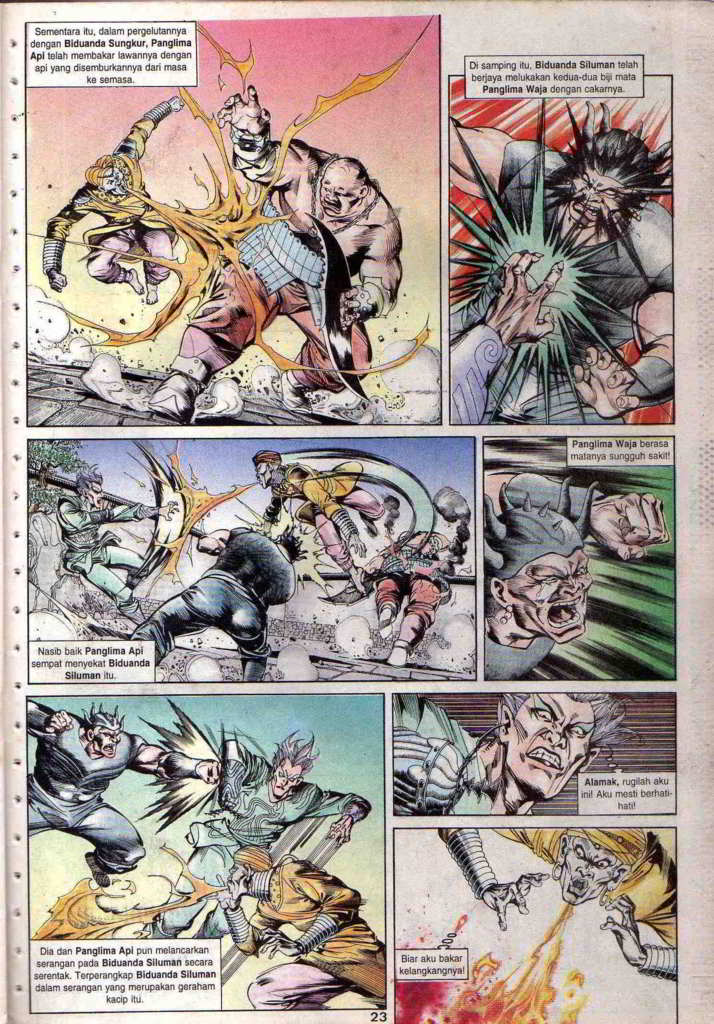 Sementara itu, dalam pergelutannya
dengan Biduanda Sungkur, Panglima
Api telah membakar lawannya dengan
api yang disemburkannya dari masa
ke semasa.
Di samping itu, Biduanda Siluman telah
berjaya melukakan kedua-dua biji mata
Panglima Waja dengan cakarnya.
Nasib baik Panglima Api
sempat menyekat Biduanda
Siluman itu.
Panglima Waja berasa
matanya sungguh sakit!
Dia dan Panglima Api pun melancarkan
serangan pada Biduanda Siluman secara
serentak. Terperangkap Biduanda Siluman
dalam serangan yang merupakan geraham
kacip itu.
Alamak, rugilah aku
ini! Aku mesti berhati-
hati!
Biar aku bakar
kelangkangnya!
23